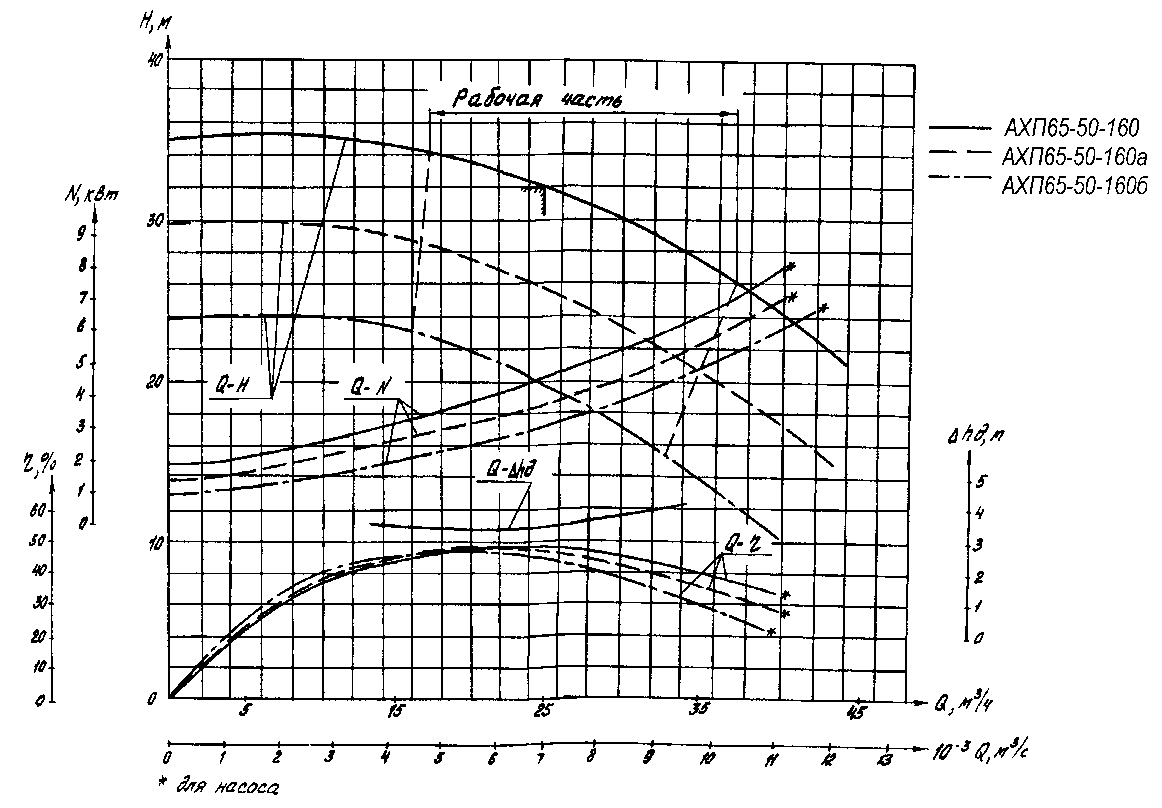 H, м
40
30
20
10
0
Рабочая часть
АХП65-50-160
АХП65-50-160а
АХП65-50-160б
N, квт
9
8
7
6
5
4
3
2
1
0
η, %
60
50
40
30
20
10
0
Q-H
Q-N
Q-Δhд
Q-η
Δhд, м
5
4
3
2
1
0
5 15 25 35 45 Q, м³/ч
0 1 2 3 4 5 6 7 8 9 10 11 12 13 10⁻³ Q, м³/с
* для насоса